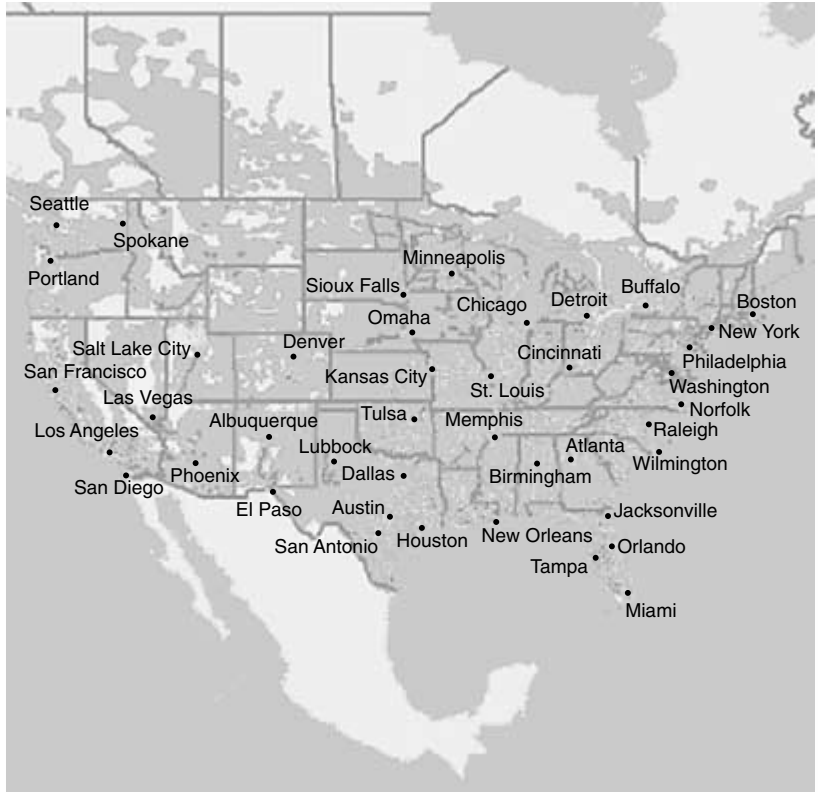 Seattle
Spokane
Portland
Minneapolis
Sioux Falls
Buffalo
Detroit
Boston
Chicago
Omaha
New York
Denver
Salt Lake City
Cincinnati
Philadelphia
San Francisco
Kansas City
St. Louis
Washington
Las Vegas
Norfolk
Albuquerque
Tulsa
Memphis
Raleigh
Los Angeles
Lubbock
Atlanta
Wilmington
Phoenix
Dallas
Birmingham
San Diego
El Paso
Austin
Jacksonville
Houston
New Orleans
San Antonio
Orlando
Tampa
Miami